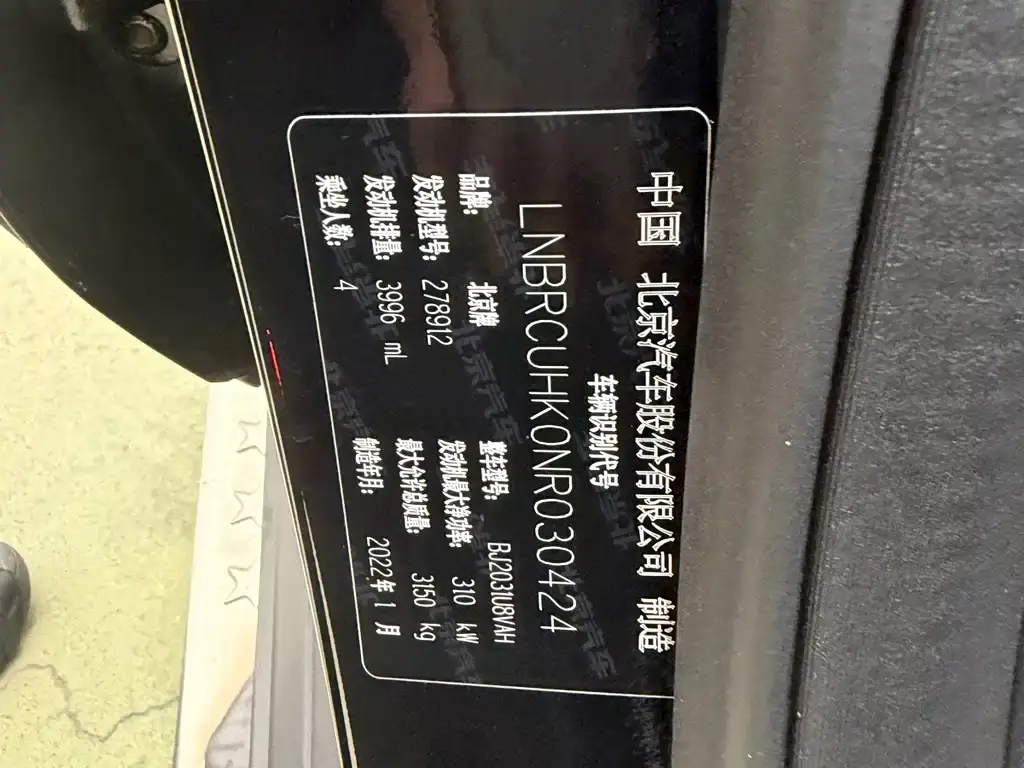 中国 北京汽车股份有限公司 制造
车辆识别代号
LNBRCUHK0NR030424
品牌: 北京牌 整车型号: BJ2031U8VAH
发动机型号: 278912 发动机最大净功率: 310 kW
发动机排量: 3996 mL 最大允许总质量: 3150 kg
乘坐人数: 4 制造年月: 2022年 1 月